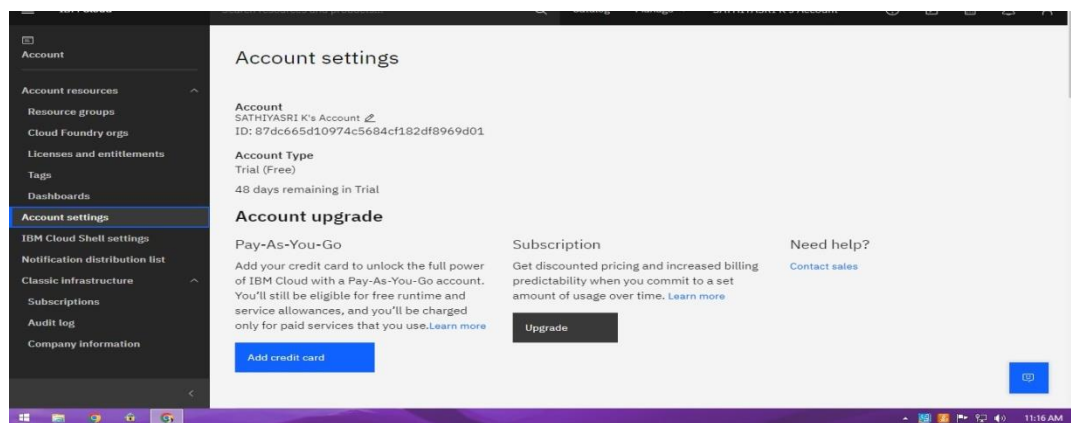 Account
Account resources
Resource groups
Cloud Foundry orgs
Licenses and entitlements
Tags
Dashboards
Account settings
IBM Cloud Shell settings
Notification distribution list
Classic infrastructure
Subscriptions
Audit log
Company information
Account settings
Account
SATHIYASRI K's Account
ID: 87dc665d10974c5684cf182df8969d01
Account Type
Trial (Free)
48 days remaining in Trial
Account upgrade
Pay-As-You-Go
Add your credit card to unlock the full power
of IBM Cloud with a Pay-As-You-Go account.
You'll still be eligible for free runtime and
service allowances, and you'll be charged
only for paid services that you use.Learn more
Add credit card
Subscription
Get discounted pricing and increased billing
predictability when you commit to a set
amount of usage over time. Learn more
Upgrade
Need help?
Contact sales
11:16 AM